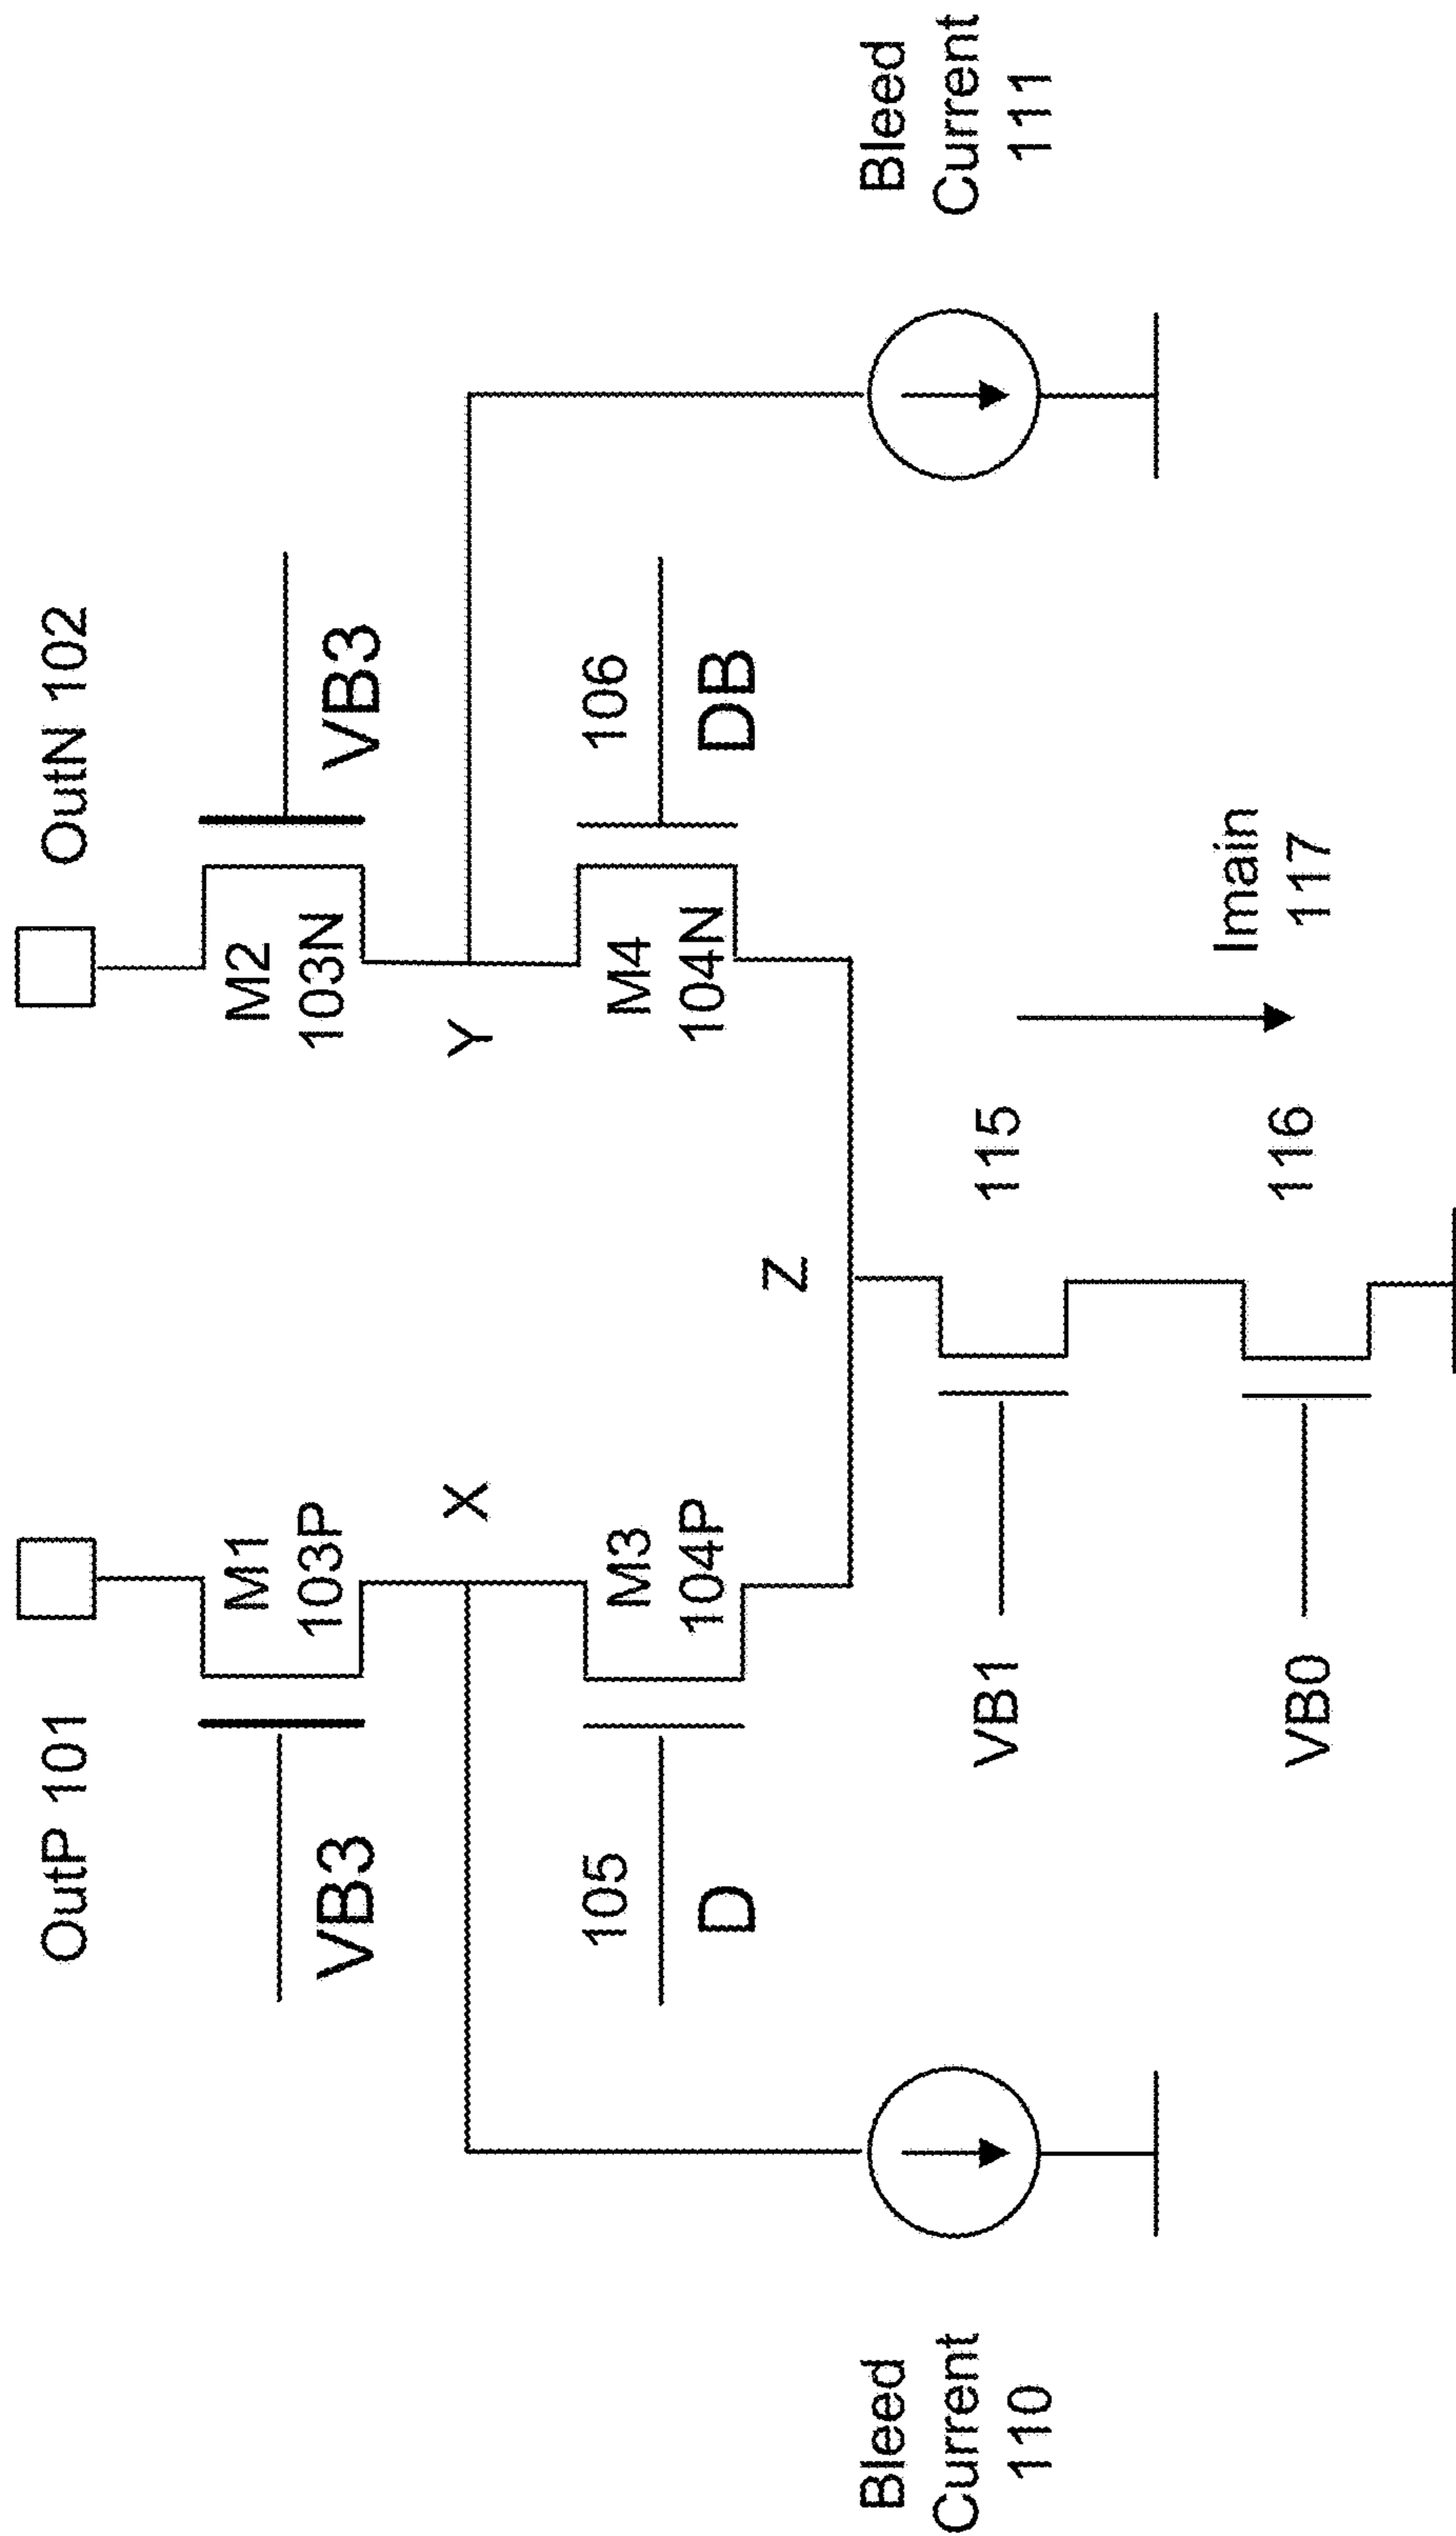 OutP 101
OutN 102
M1
103P
M2
103N
VB3
VB3
X
Y
105
D
M3
104P
M4
104N
106
DB
Z
Bleed
Current
110
Bleed
Current
111
VB1
115
Imain
117
VB0
116